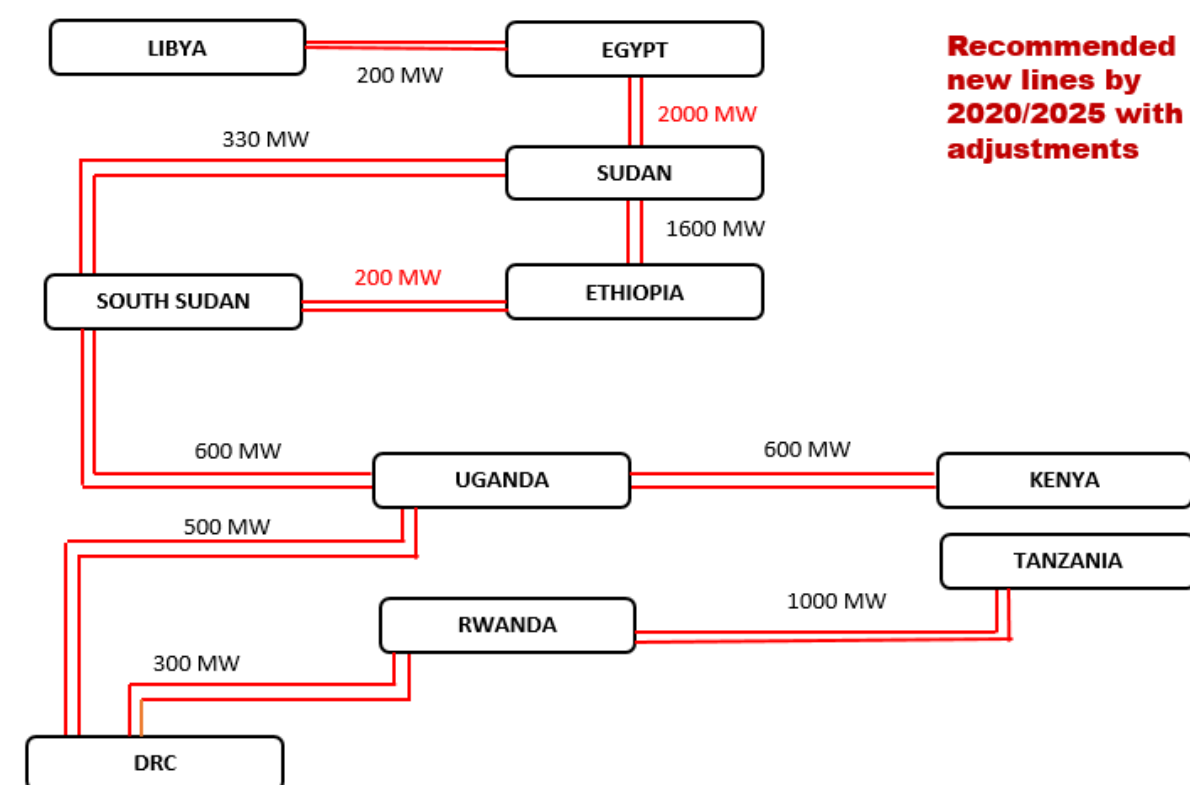 LIBYA
EGYPT
200 MW
Recommended
new lines by
2020/2025 with
adjustments
2000 MW
330 MW
SUDAN
1600 MW
SOUTH SUDAN
200 MW
ETHIOPIA
600 MW
UGANDA
600 MW
KENYA
500 MW
TANZANIA
RWANDA
1000 MW
300 MW
DRC